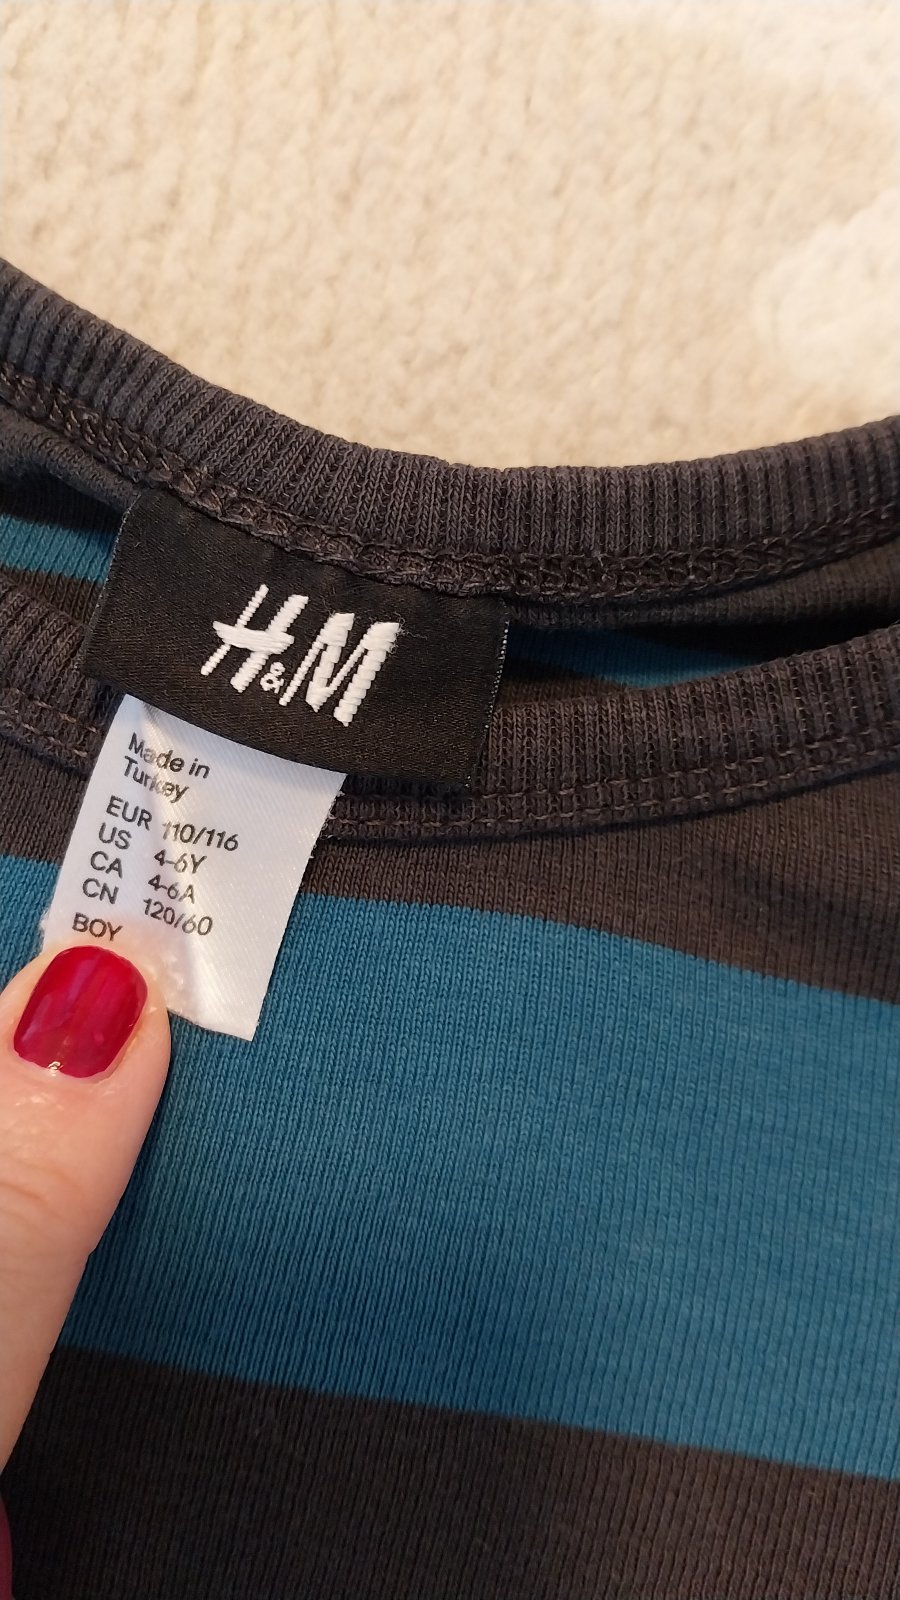 H&M
Made in
Turkey
EUR 110/116
US 4-6Y
CA 4-6A
CN 120/60
BOY